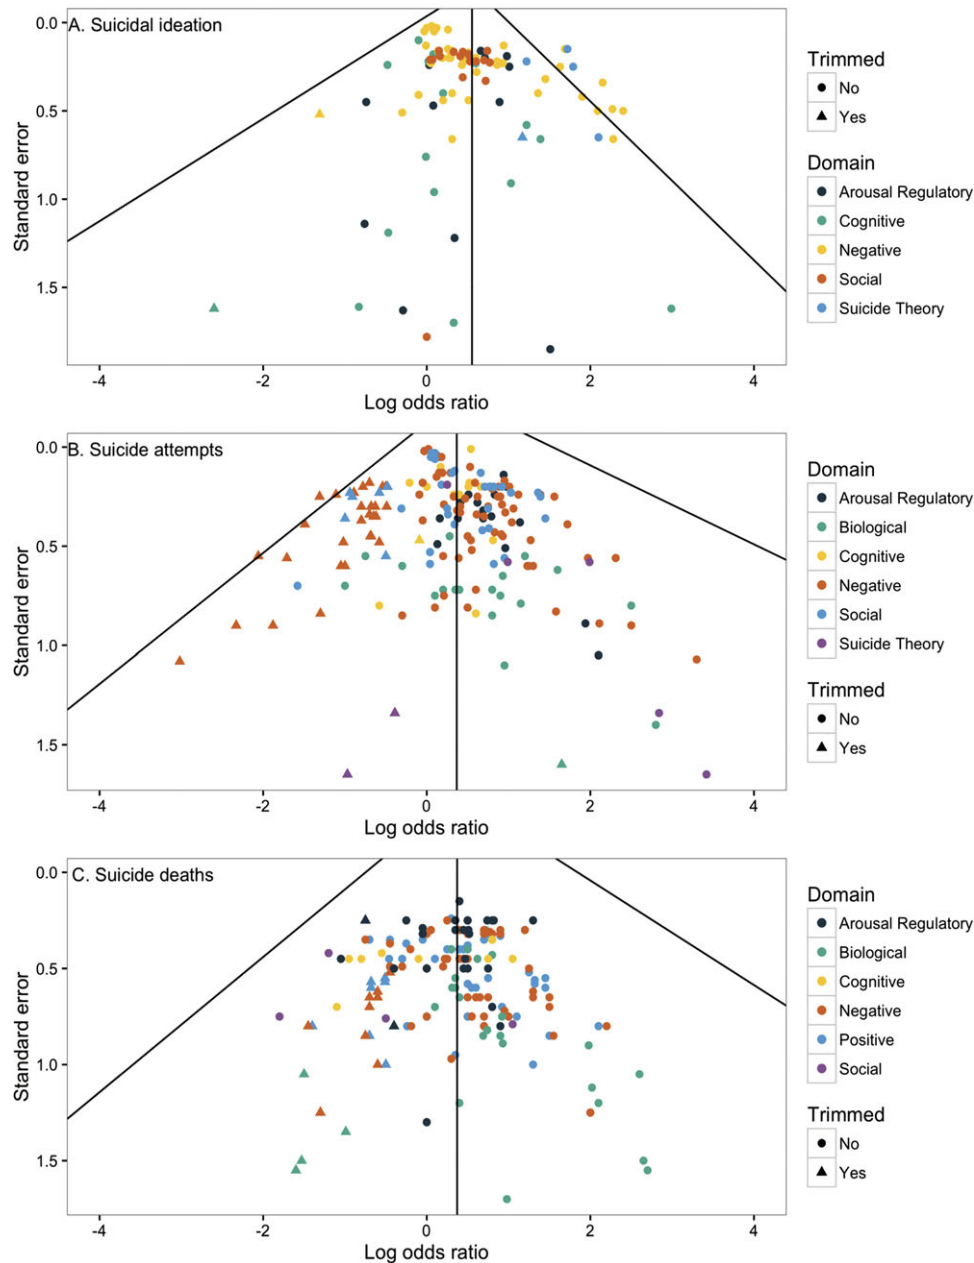 A. Suicidal ideation
0.0
0.5
1.0
1.5
Standard error
-4
-2
0
2
4
Log odds ratio
Trimmed
No
Yes
Domain
Arousal Regulatory
Cognitive
Negative
Social
Suicide Theory
B. Suicide attempts
0.0
0.5
1.0
1.5
Standard error
-4
-2
0
2
4
Log odds ratio
Domain
Arousal Regulatory
Biological
Cognitive
Negative
Social
Suicide Theory
Trimmed
No
Yes
C. Suicide deaths
0.0
0.5
1.0
1.5
Standard error
-4
-2
0
2
4
Log odds ratio
Domain
Arousal Regulatory
Biological
Cognitive
Negative
Positive
Social
Trimmed
No
Yes